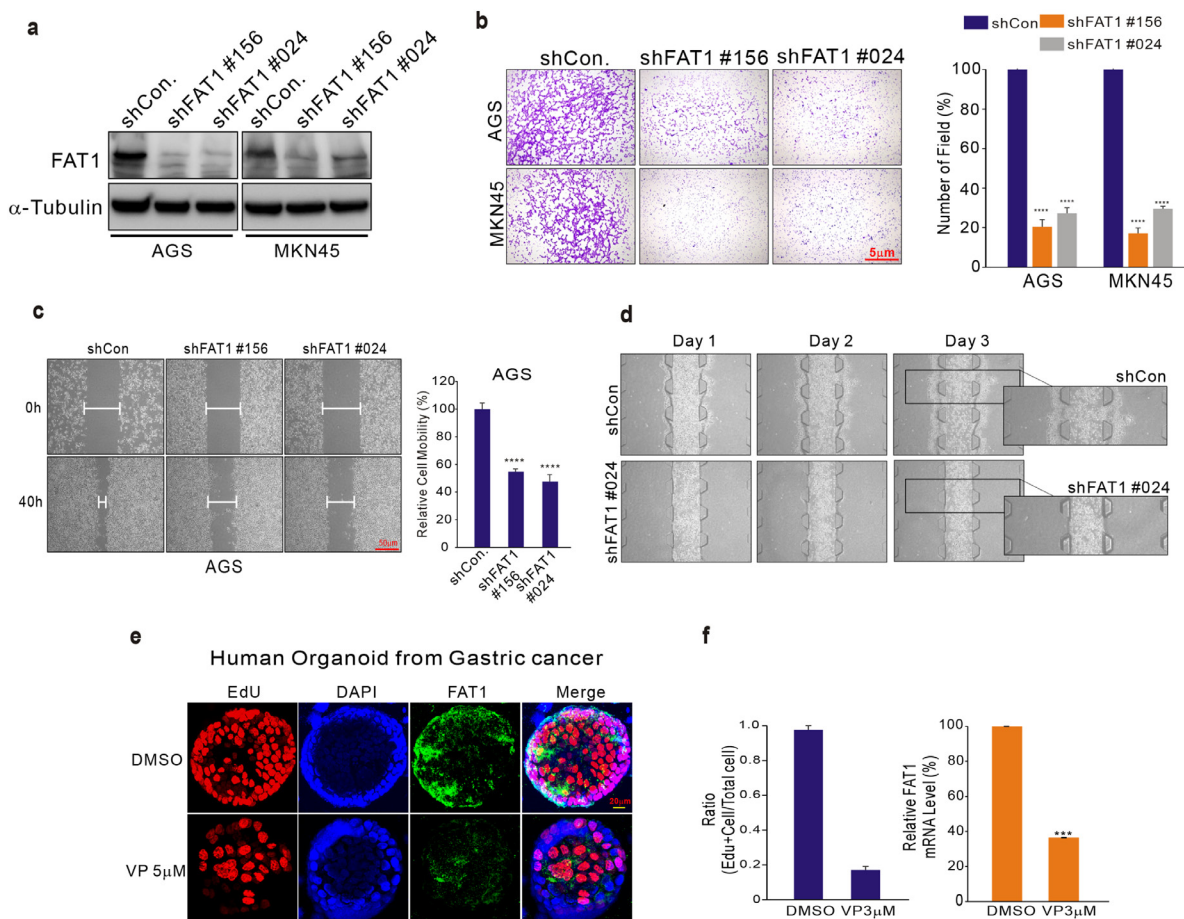 a
shCon.
shFAT1 #156
shFAT1 #024
shCon.
shFAT1 #156
shFAT1 #024
FAT1
α-Tubulin
AGS
MKN45
b
shCon.
shFAT1 #156
shFAT1 #024
AGS
MKN45
5μm
shCon
shFAT1 #156
shFAT1 #024
Number of Field (%)
100
80
60
40
20
0
****
****
****
****
AGS
MKN45
c
shCon
shFAT1 #156
shFAT1 #024
0h
40h
50μm
AGS
AGS
Relative Cell Mobility (%)
120
100
80
60
40
20
0
****
****
shCon.
shFAT1
#156
shFAT1
#024
d
Day 1
Day 2
Day 3
shCon
shFAT1 #024
shCon
shFAT1 #024
e
Human Organoid from Gastric cancer
EdU
DAPI
FAT1
Merge
DMSO
VP 5μM
20μm
f
Ratio
(Edu+Cell/Total cell)
1.0
0.8
0.6
0.4
0.2
0
DMSO
VP3μM
Relative FAT1
mRNA Level (%)
100
80
60
40
20
0
***
DMSO
VP3μM